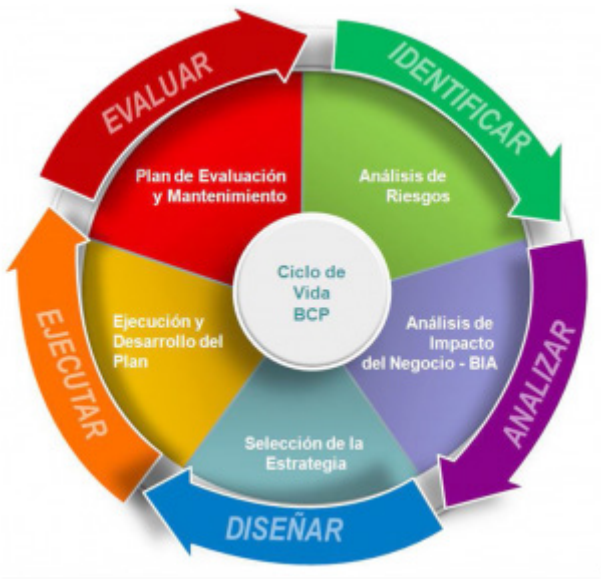 EVALUAR
IDENTIFICAR
Plan de Evaluación
y Mantenimiento
Análisis de
Riesgos
Ciclo de
Vida
BCP
Ejecución y
Desarrollo del
Plan
Análisis de
Impacto
del Negocio - BIA
EJECUTAR
ANALIZAR
Selección de la
Estrategia
DISEÑAR